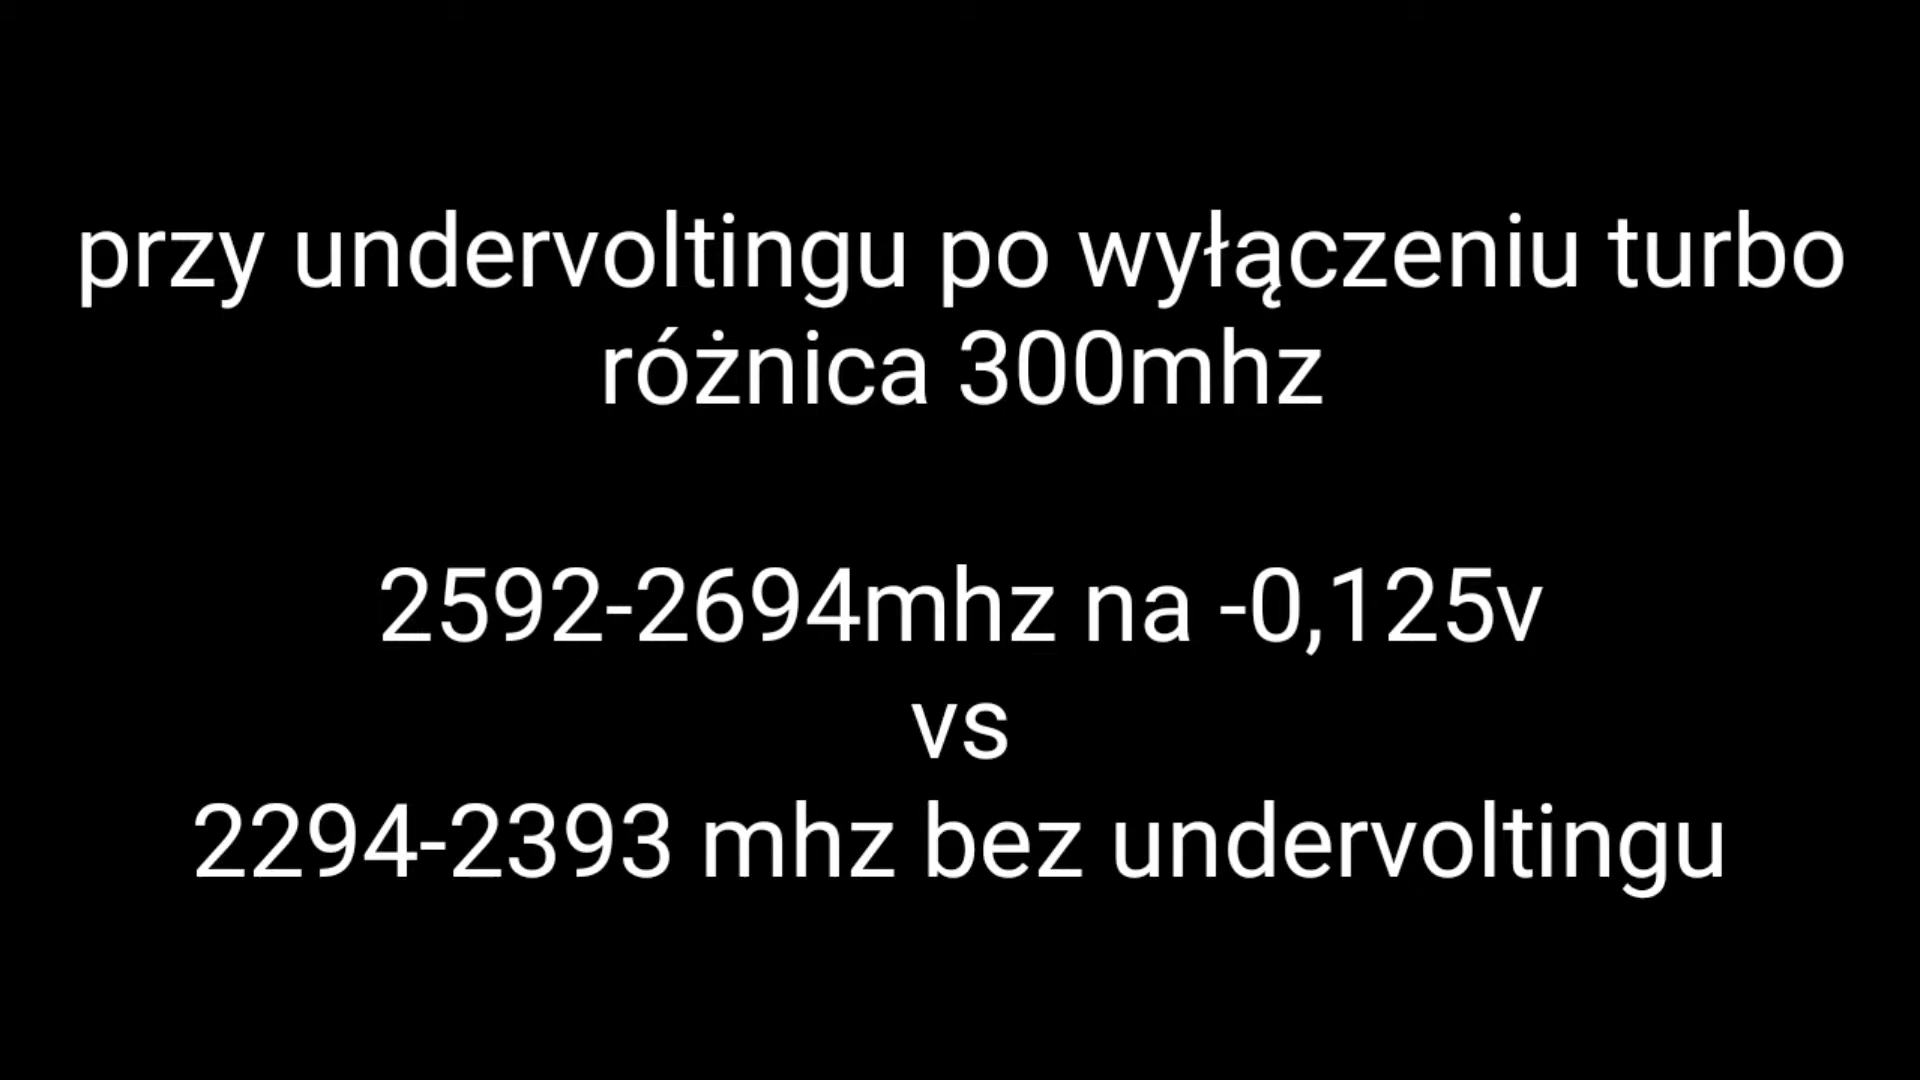 przy undervoltingu po wyłączeniu turbo
różnica 300mhz
2592-2694mhz na -0,125v
vs
2294-2393 mhz bez undervoltingu